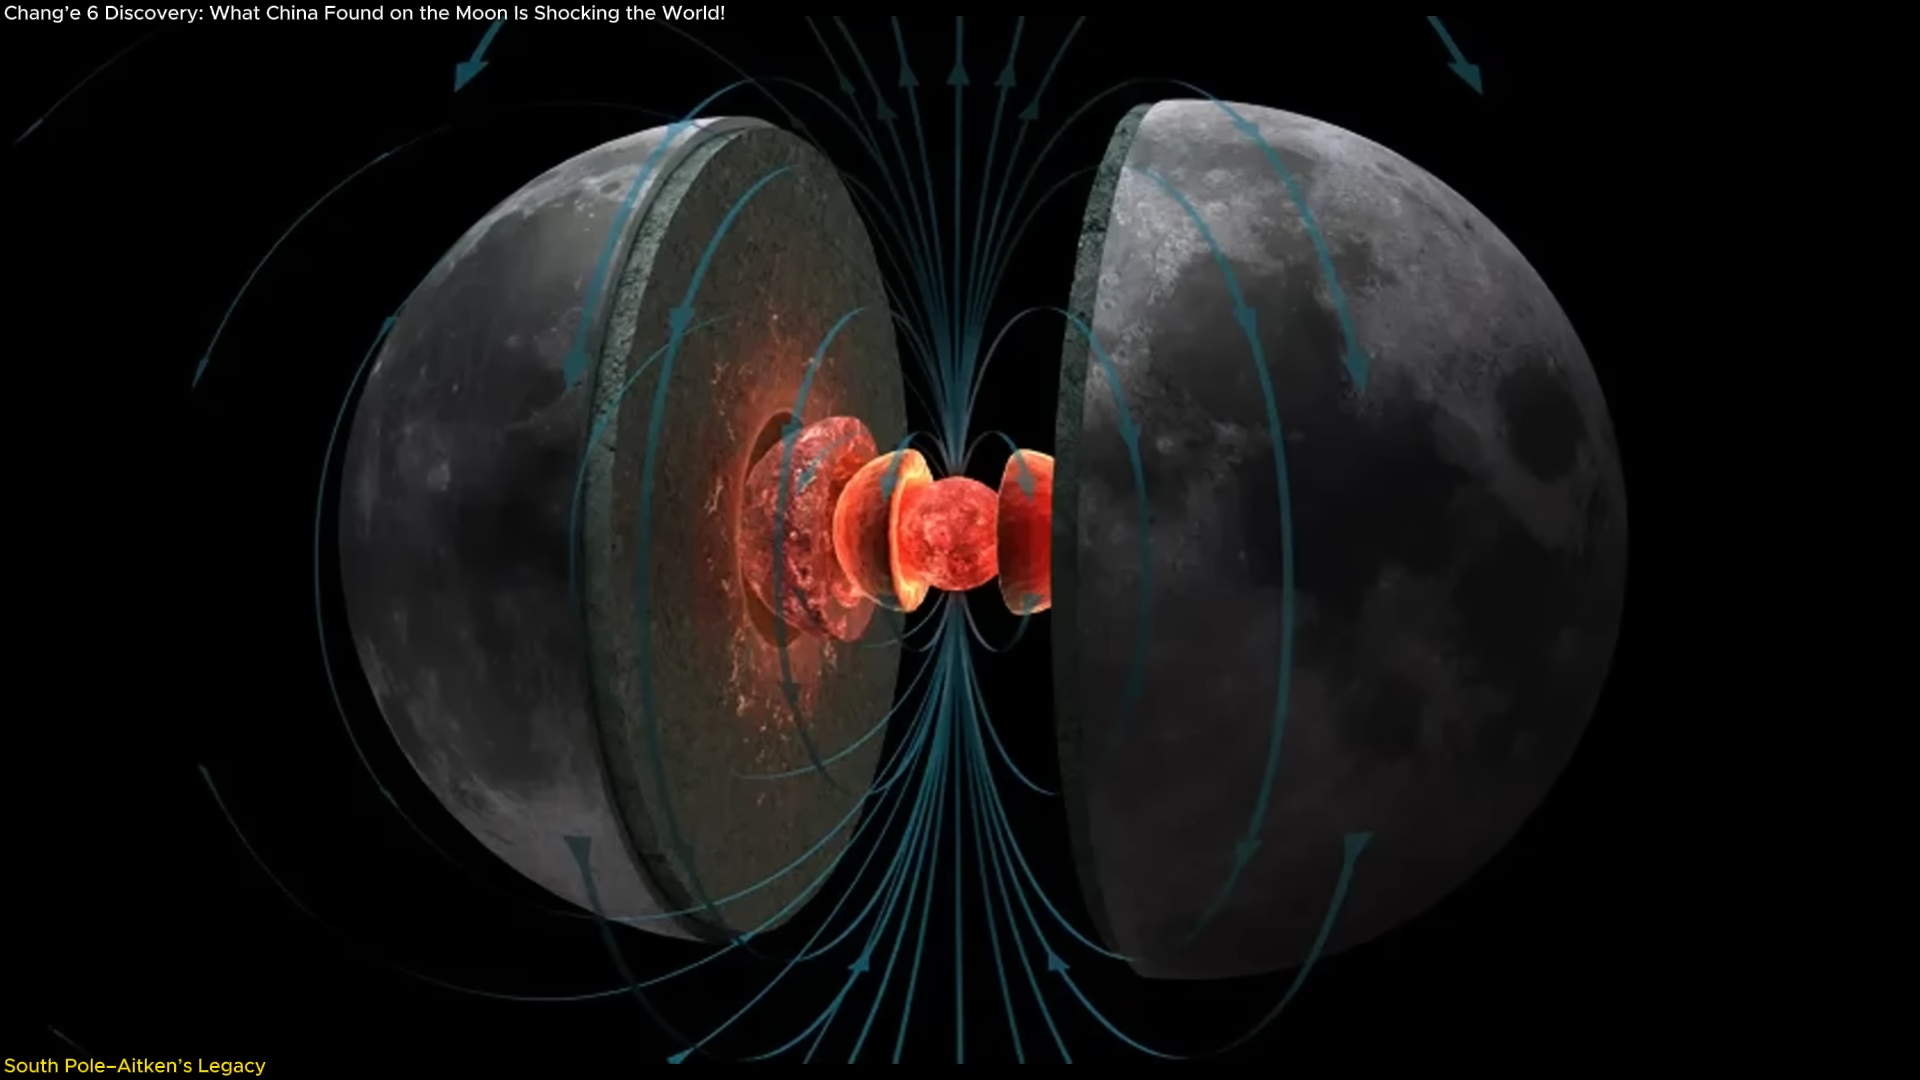 Chang’e 6 Discovery: What China Found on the Moon Is Shocking the World!
South Pole–Aitken’s Legacy